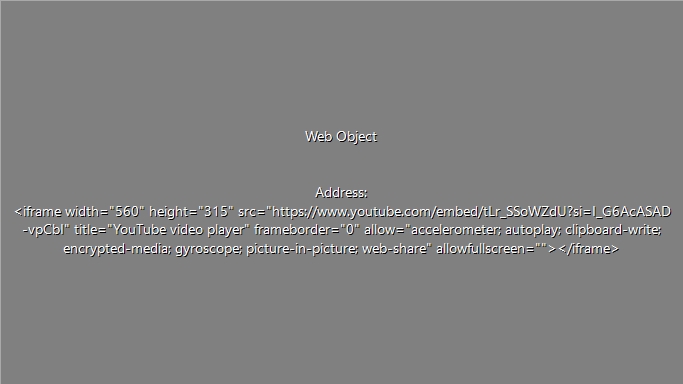 Web Object
Address:
<iframe width="560" height="315" src="https://www.youtube.com/embed/tLr_SSoWZdU?si=I_G6AcASAD
-vpCbI" title="YouTube video player" frameborder="0" allow="accelerometer; autoplay; clipboard-write;
encrypted-media; gyroscope; picture-in-picture; web-share" allowfullscreen=""></iframe>